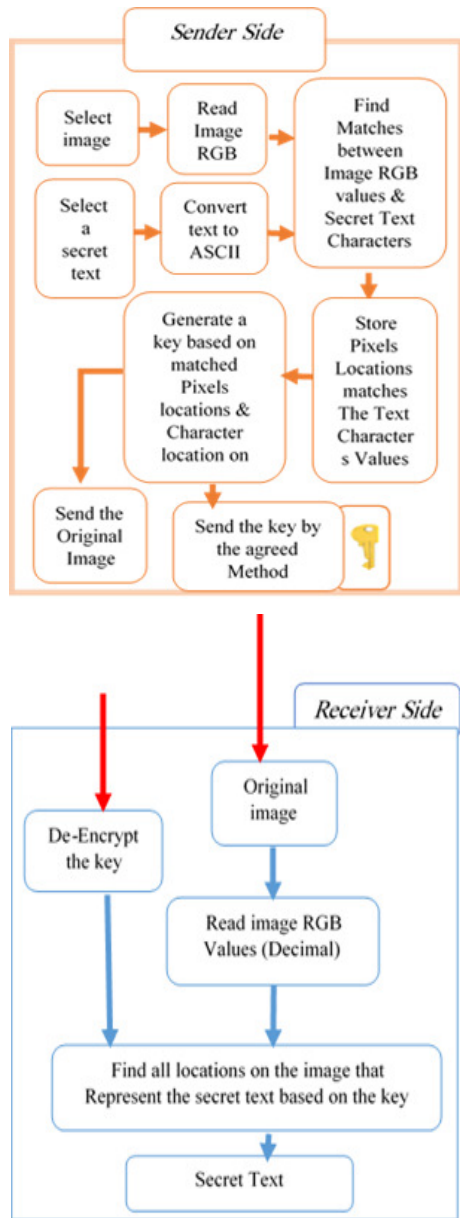 Sender Side
Select
image
Read
Image
RGB
Find
Matches
between
Image RGB
values &
Secret Text
Characters
Select
a
secret
text
Convert
text to
ASCII
Generate a
key based on
matched
Pixels
locations &
Character
location on
Store
Pixels
Locations
matches
The Text
Character
s Values
Send the
Original
Image
Send the key by
the agreed
Method
Receiver Side
Original
image
De-Encrypt
the key
Read image RGB
Values (Decimal)
Find all locations on the image that
Represent the secret text based on the key
Secret Text